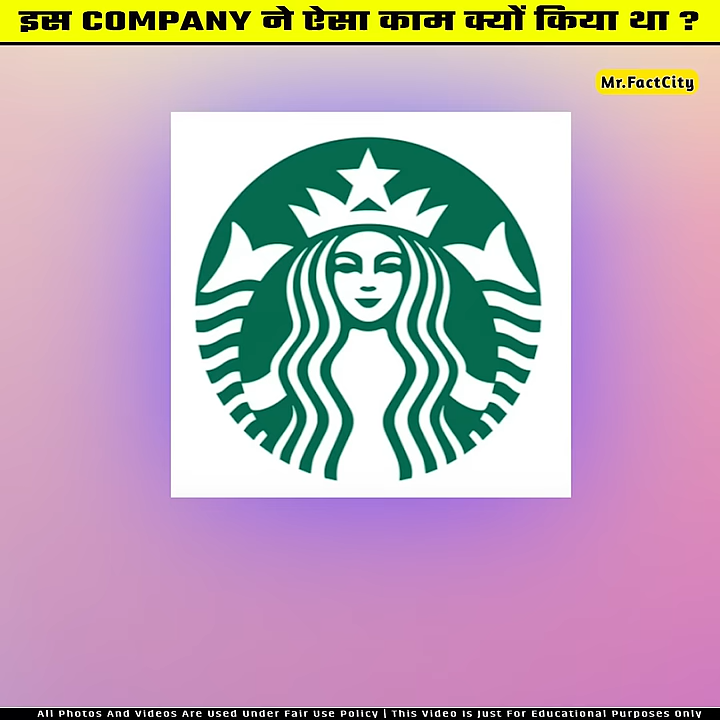 इस COMPANY ने ऐसा काम क्यों किया था ?
Mr.FactCity
All Photos And Videos Are Used Under Fair Use Policy | This Video Is Just For Educational Purposes Only